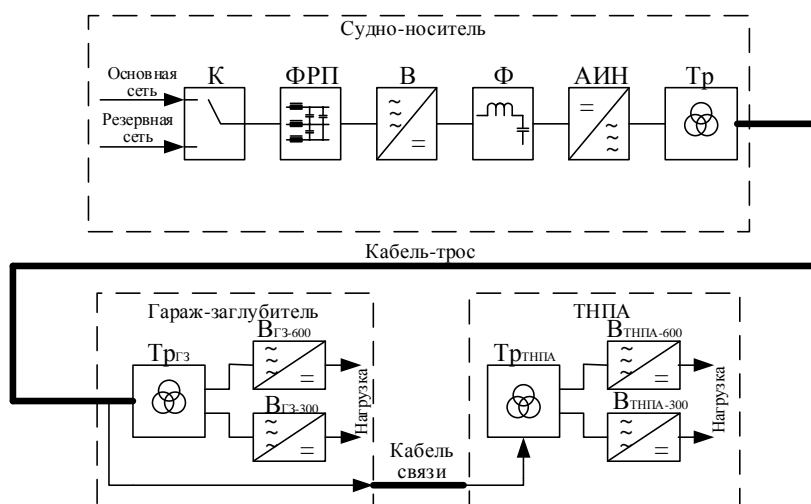 Судно-носитель
Основная
сеть
Резервная
сеть
К
ФРП
В
Ф
АИН
Тр
Кабель-трос
Гараж-заглубитель
ТрГЗ
ВГЗ-600
ВГЗ-300
Нагрузка
Кабель
связи
ТНПА
ТрТНПА
ВТНПА-600
ВТНПА-300
Нагрузка